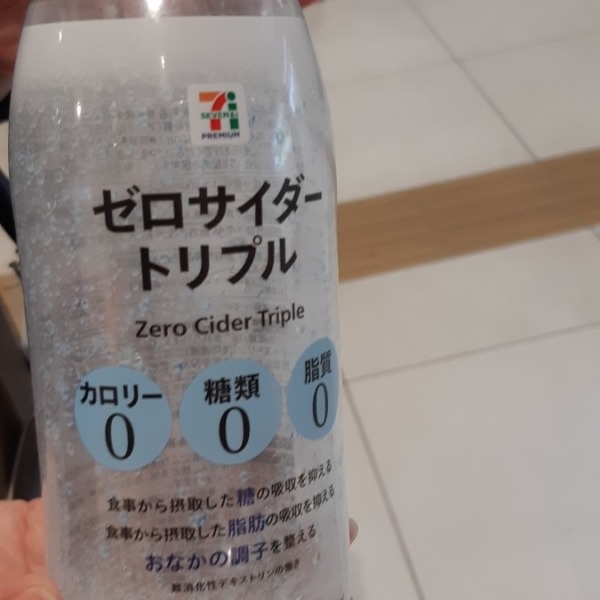 SEVEN&i
PREMIUM
ゼロサイダー
トリプル
Zero Cider Triple
カロリー
0
糖類
0
脂質
0
食事から摂取した糖の吸収を抑える
食事から摂取した脂肪の吸収を抑える
おなかの調子を整える
難消化性デキストリンの働き